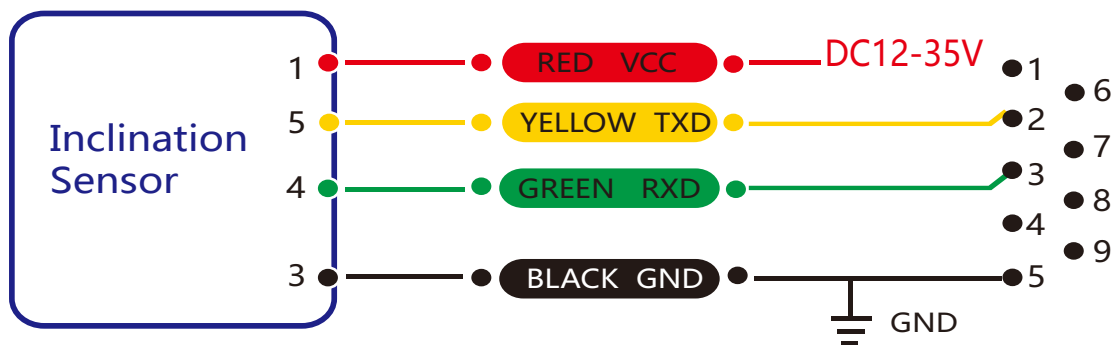 Inclination
Sensor
1 RED VCC DC12-35V 1
6
5 YELLOW TXD 2
7
4 GREEN RXD 3
8
4
9
3 BLACK GND 5
GND